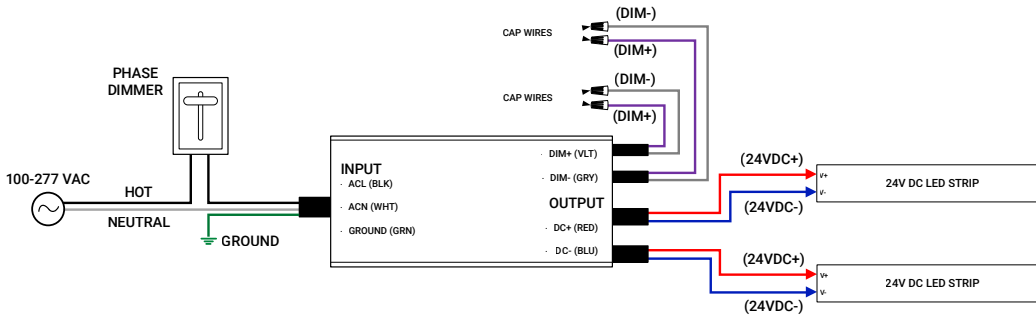 (DIM-)
CAP WIRES
(DIM+)
PHASE
DIMMER
(DIM-)
CAP WIRES
(DIM+)
100-277 VAC
HOT
NEUTRAL
GROUND
INPUT
· ACL (BLK)
· ACN (WHT)
· GROUND (GRN)
· DIM+ (VLT)
· DIM- (GRY)
OUTPUT
· DC+ (RED)
· DC- (BLU)
(24VDC+)
V+
24V DC LED STRIP
V-
(24VDC-)
(24VDC+)
V+
24V DC LED STRIP
V-
(24VDC-)